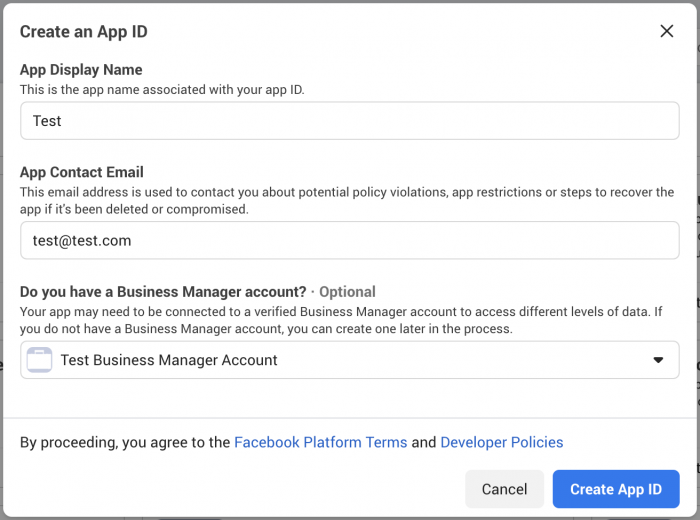 Create an App ID
App Display Name
This is the app name associated with your app ID.
Test
App Contact Email
This email address is used to contact you about potential policy violations, app restrictions or steps to recover the
app if it's been deleted or compromised.
test@test.com
Do you have a Business Manager account? · Optional
Your app may need to be connected to a verified Business Manager account to access different levels of data. If
you do not have a Business Manager account, you can create one later in the process.
Test Business Manager Account
By proceeding, you agree to the Facebook Platform Terms and Developer Policies
Cancel
Create App ID